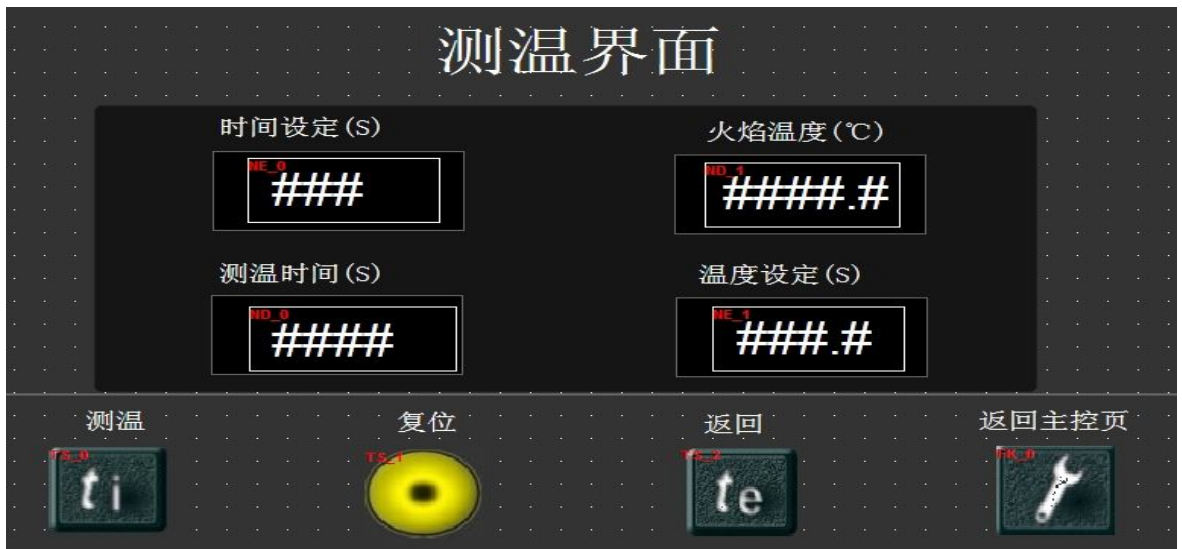 测温界面
时间设定(S)
火焰温度(℃)
NE_0
###
ND_1
####.#
测温时间(S)
温度设定(S)
ND_0
####
NE_1
###.#
测温
复位
返回
返回主控页
TS_0
ti
TS_1
TS_2
te
FK_0